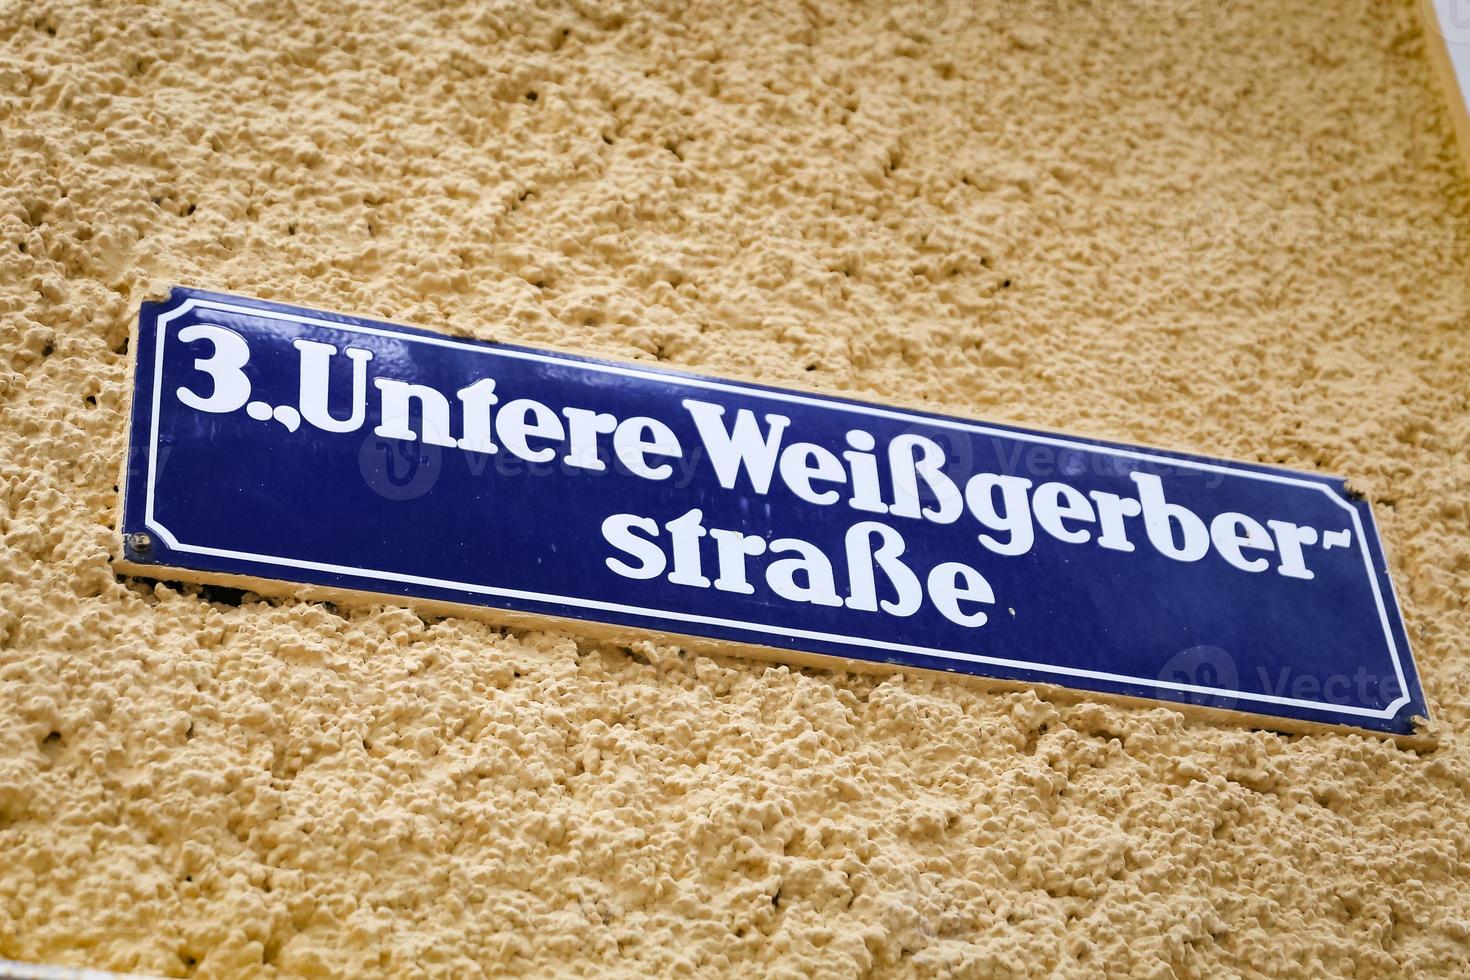 3., Untere Weißgerber-
straße